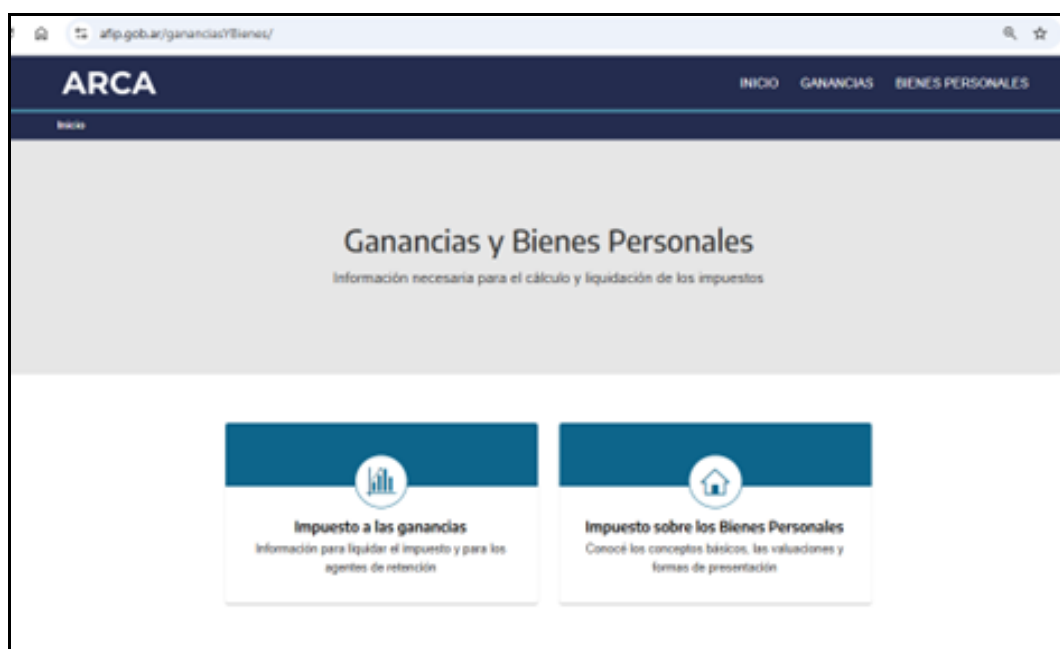 afip.gob.ar/gananciasYBienes/
ARCA
INICIO GANANCIAS BIENES PERSONALES
Inicio
Ganancias y Bienes Personales
Información necesaria para el cálculo y liquidación de los impuestos
Impuesto a las ganancias
Información para liquidar el impuesto y para los
agentes de retención
Impuesto sobre los Bienes Personales
Conocé los conceptos básicos, las valuaciones y
formas de presentación